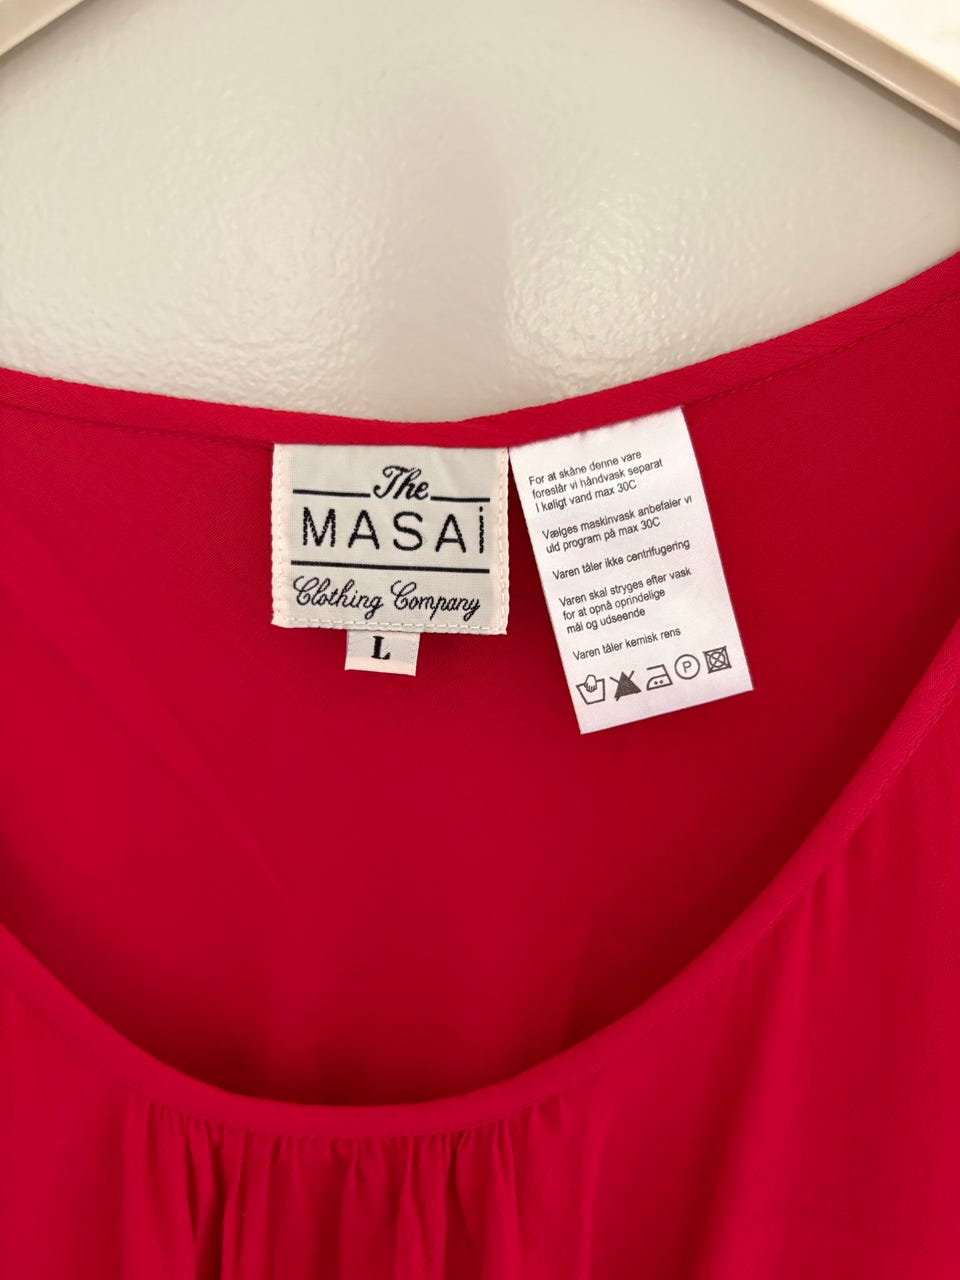 The
MASAi
Clothing Company
L
For at skåne denne vare
foreslår vi håndvask separat
I køligt vand max 30C
Vælges maskinvask anbefaler vi
uld program på max 30C
Varen tåler ikke centrifugering
Varen skal stryges efter vask
for at opnå oprindelige
mål og udseende
Varen tåler kemisk rens
P